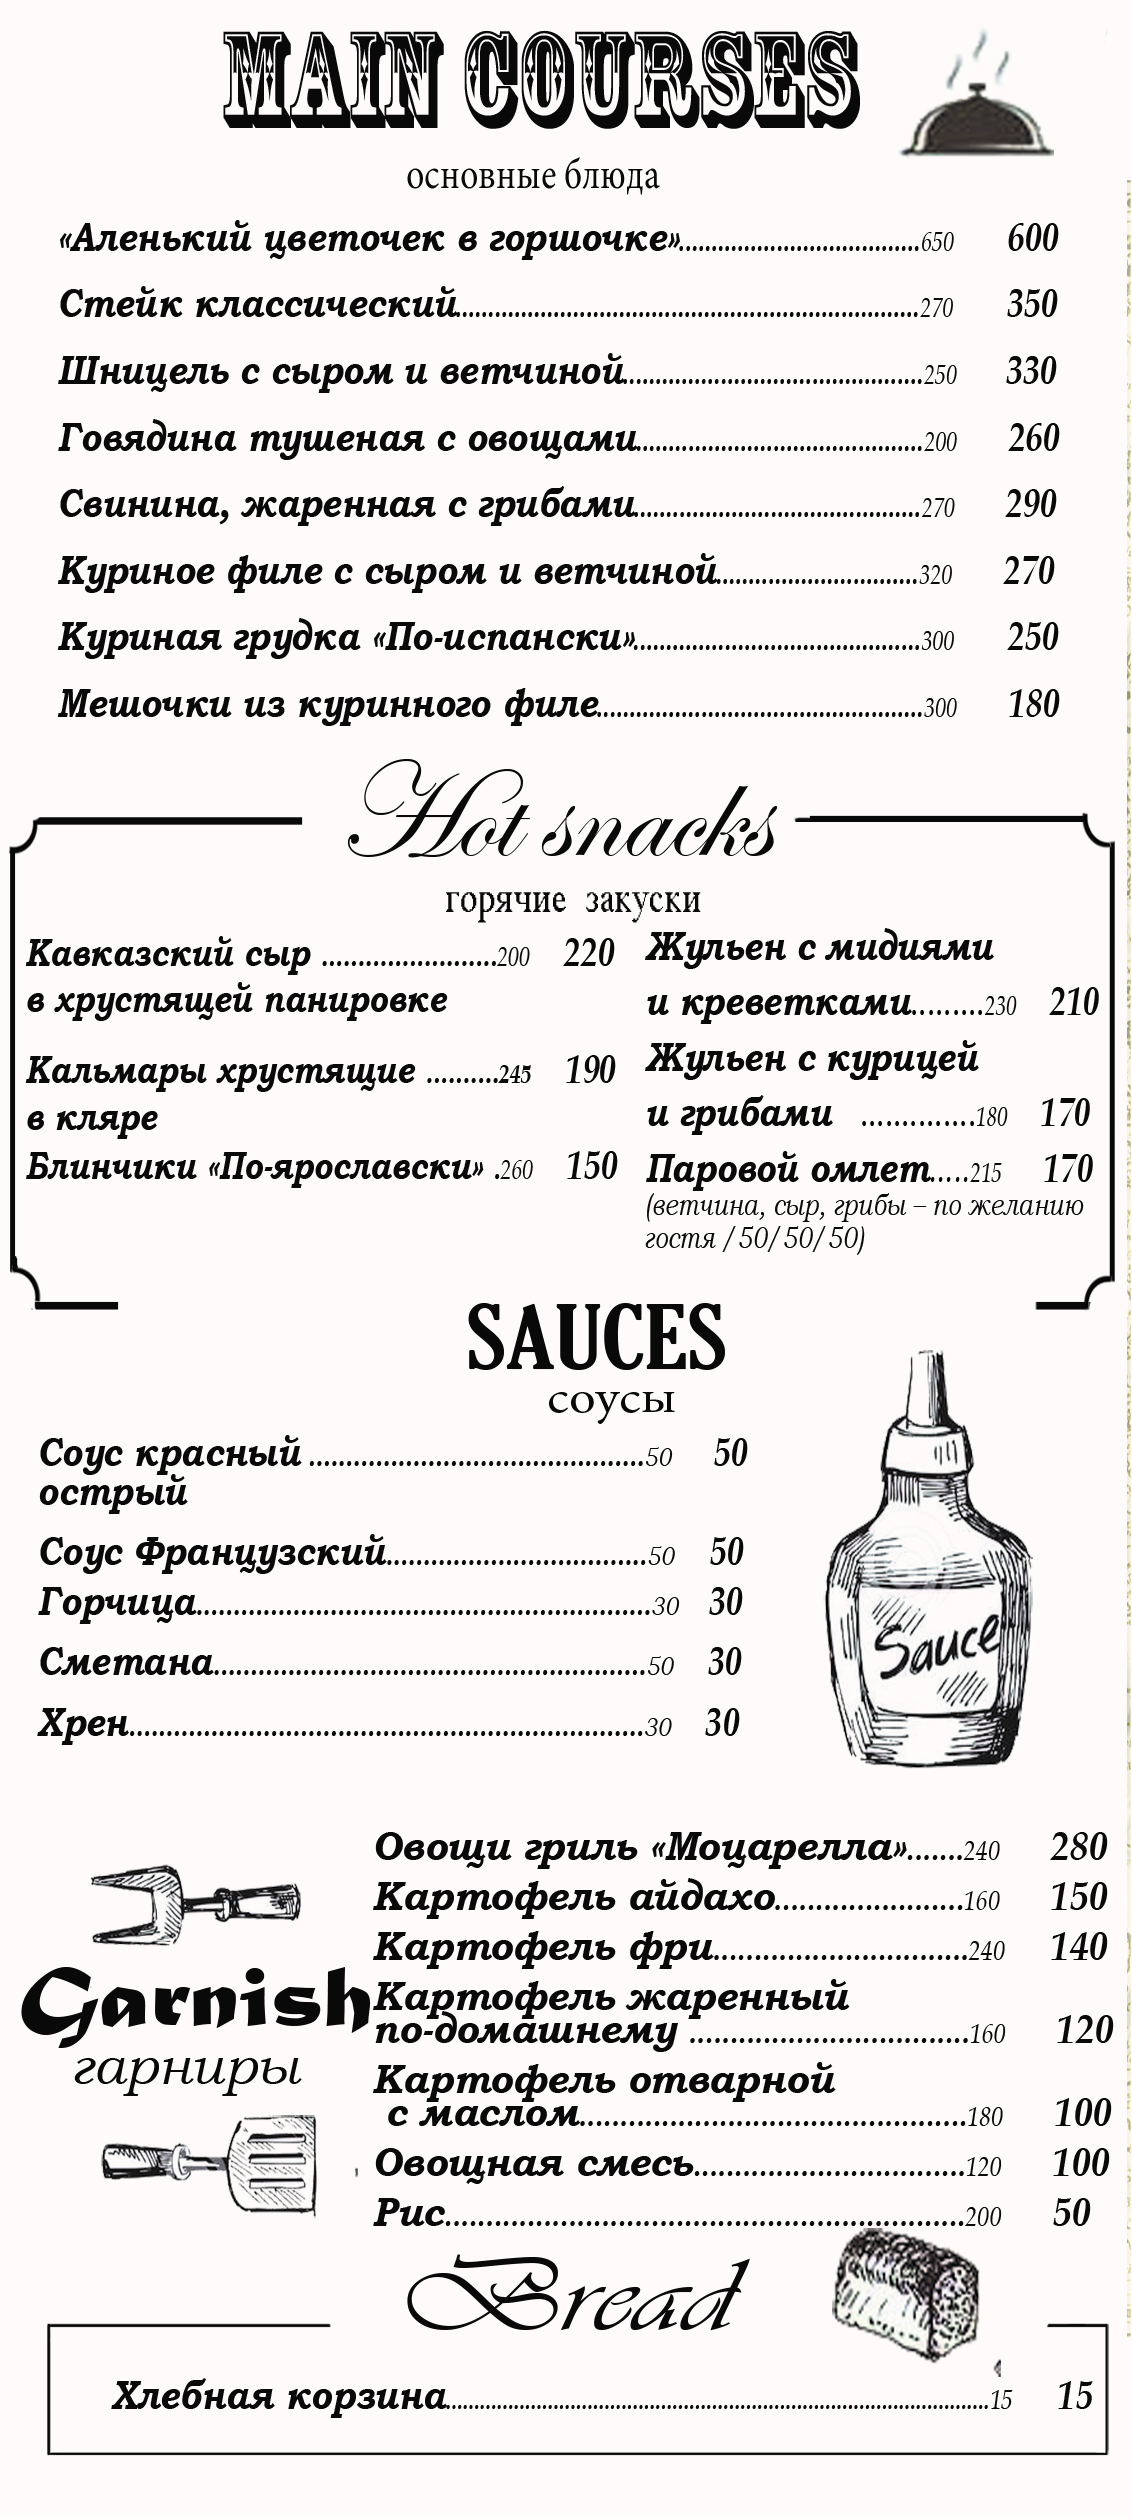 MAIN COURSES
основные блюда
«Аленький цветочек в горшочке»..................................650 600
Стейк классический..................................................................270 350
Шницель с сыром и ветчиной..........................................250 330
Говядина тушеная с овощами........................................200 260
Свинина, жаренная с грибами........................................270 290
Куриное филе с сыром и ветчиной............................320 270
Куриная грудка «По-испански»........................................300 250
Мешочки из куринного филе..............................................300 180
Hot snacks
горячие закуски
Кавказский сыр ........................200 220
в хрустящей панировке
Кальмары хрустящие ..........245 190
в кляре
Блинчики «По-ярославски» .260 150
Жульен с мидиями
и креветками.........230 210
Жульен с курицей
и грибами ..............180 170
Паровой омлет.....215 170
(ветчина, сыр, грибы – по желанию
гостя / 50/ 50/ 50)
SAUCES
соусы
Соус красный ..............................................50 50
острый
Соус Французский....................................50 50
Горчица...............................................................30 30
Сметана............................................................50 30
Хрен........................................................................30 30
Sauce
Овощи гриль «Моцарелла».......240 280
Картофель айдахо.......................160 150
Картофель фри...............................240 140
Картофель жаренный
по-домашнему ..................................160 120
Картофель отварной
с маслом...............................................180 100
Овощная смесь.................................120 100
Рис...............................................................200 50
Garnish
гарниры
Bread
Хлебная корзина..........................................................................15 15